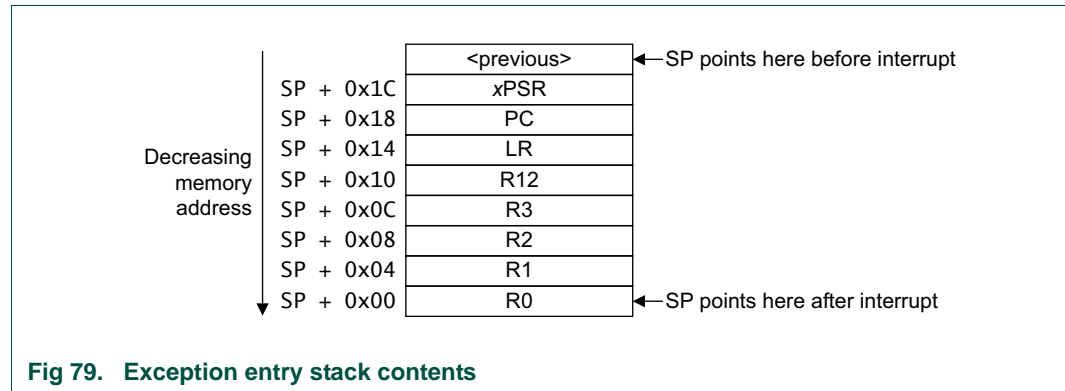 <previous> SP points here before interrupt
SP + 0x1C xPSR
SP + 0x18 PC
SP + 0x14 LR
SP + 0x10 R12
SP + 0x0C R3
SP + 0x08 R2
SP + 0x04 R1
SP + 0x00 R0 SP points here after interrupt
Decreasing
memory
address
Fig 79. Exception entry stack contents